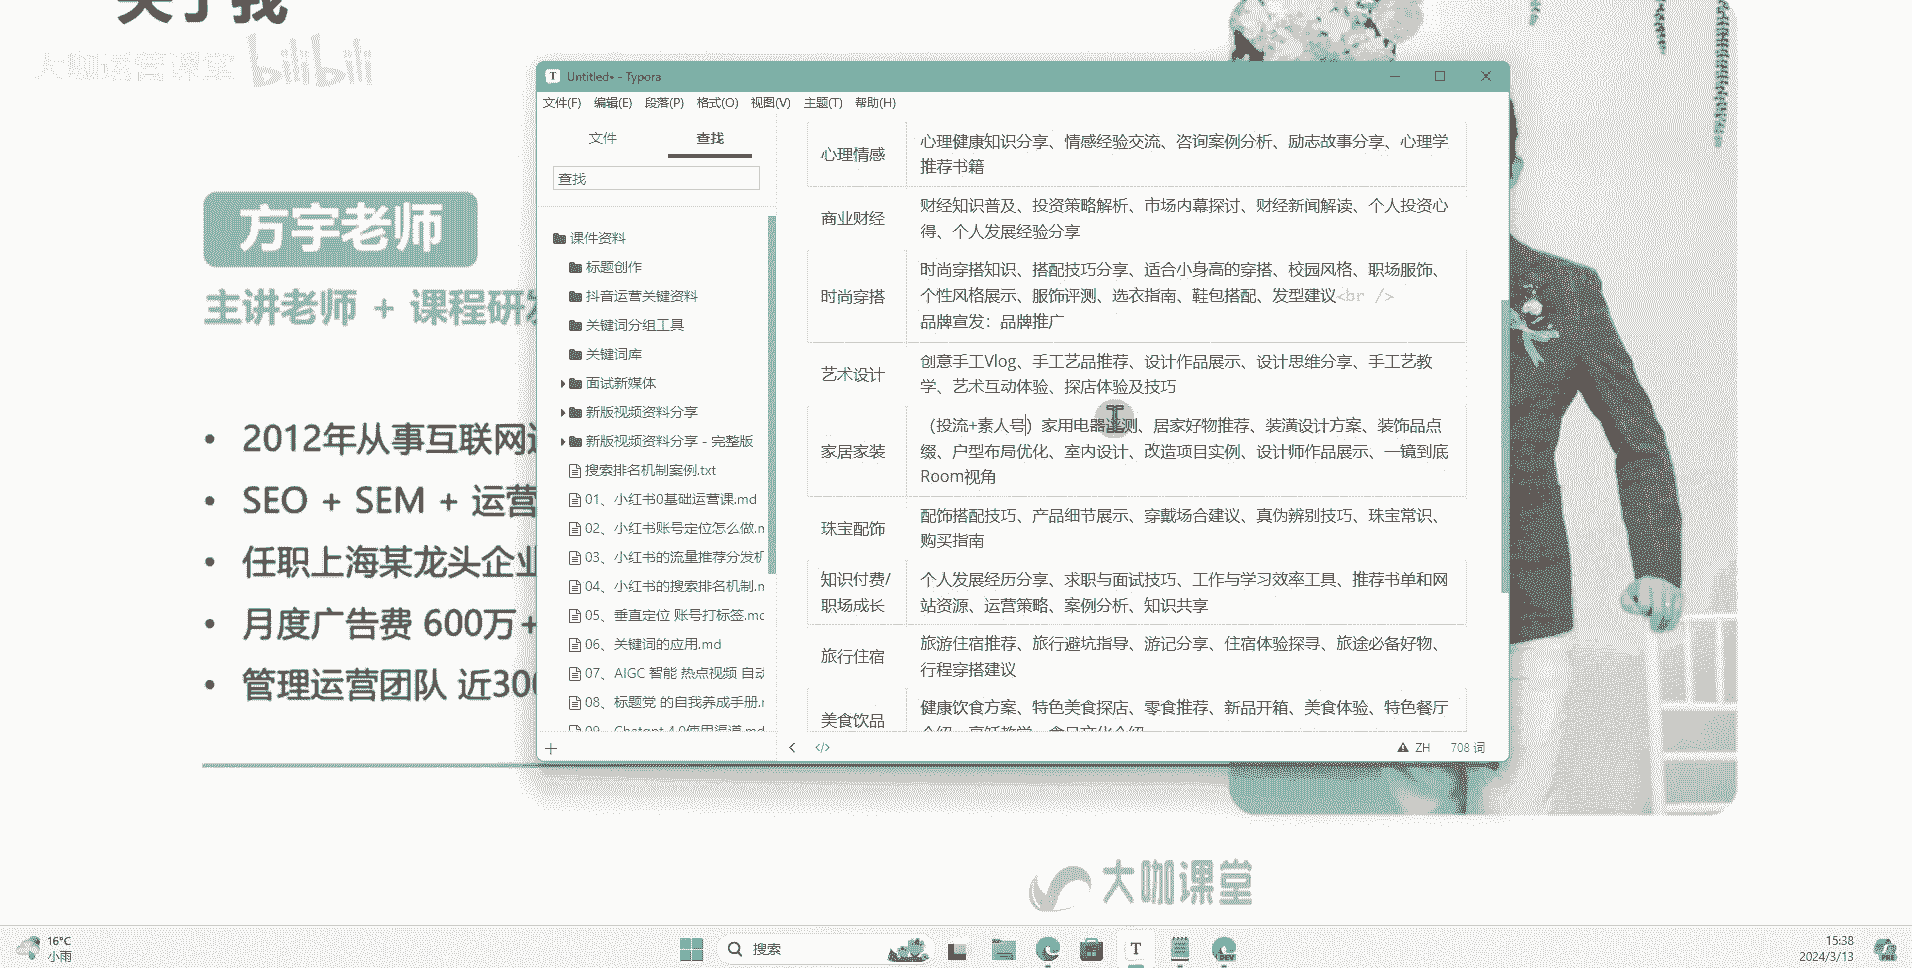 关于我
大咖运营课堂 bilibili
方宇老师
主讲老师 + 课程研发
• 2012年从事互联网
• SEO + SEM + 运营
• 任职上海某龙头企业
• 月度广告费 600万+
• 管理运营团队 近300
Untitled• - Typora
文件(F) 编辑(E) 段落(P) 格式(O) 视图(V) 主题(T) 帮助(H)
文件 查找
查找
课件资料
标题创作
抖音运营关键资料
关键词分组工具
关键词库
面试新媒体
新版视频资料分享
新版视频资料分享 - 完整版
搜索排名机制案例.txt
01、小红书0基础运营课.md
02、小红书账号定位怎么做.m
03、小红书的流量推荐分发机
04、小红书的搜索排名机制.m
05、垂直定位 账号打标签.mc
06、关键词的应用.md
07、AIGC 智能 热点视频 自动
08、标题党 的自我养成手册.r
09、Chatgpt 4.0使用渠道.md
心理情感
心理健康知识分享、情感经验交流、咨询案例分析、励志故事分享、心理学
推荐书籍
商业财经
财经知识普及、投资策略解析、市场内幕探讨、财经新闻解读、个人投资心
得、个人发展经验分享
时尚穿搭
时尚穿搭知识、搭配技巧分享、适合小身高的穿搭、校园风格、职场服饰、
个性风格展示、服饰评测、选衣指南、鞋包搭配、发型建议<br />
品牌宣发：品牌推广
艺术设计
创意手工Vlog、手工艺品推荐、设计作品展示、设计思维分享、手工艺教
学、艺术互动体验、探店体验及技巧
家居家装
（投流+素人号）家用电器评测、居家好物推荐、装潢设计方案、装饰品点
缀、户型布局优化、室内设计、改造项目实例、设计师作品展示、一镜到底
Room视角
珠宝配饰
配饰搭配技巧、产品细节展示、穿戴场合建议、真伪辨别技巧、珠宝常识、
购买指南
知识付费/
职场成长
个人发展经历分享、求职与面试技巧、工作与学习效率工具、推荐书单和网
站资源、运营策略、案例分析、知识共享
旅行住宿
旅游住宿推荐、旅行避坑指导、游记分享、住宿体验探寻、旅途必备好物、
行程穿搭建议
美食饮品
健康饮食方案、特色美食探店、零食推荐、新品开箱、美食体验、特色餐厅
ZH 708 词
大咖课堂
16°C
小雨
搜索
T
DEV
15:38
2024/3/13
PRE